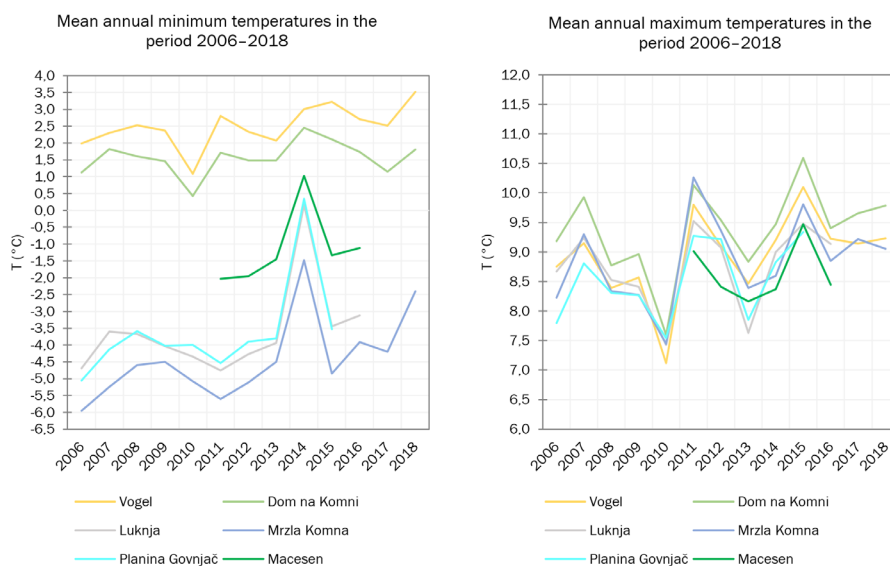 Mean annual minimum temperatures in the
period 2006–2018
T (°C)
4,0
3,5
3,0
2,5
2,0
1,5
1,0
0,5
0,0
-0,5
-1,0
-1,5
-2,0
-2,5
-3,0
-3,5
-4,0
-4,5
-5,0
-5,5
-6,0
-6,5
2006 2007 2008 2009 2010 2011 2012 2013 2014 2015 2016 2017 2018
Vogel Dom na Komni
Luknja Mrzla Komna
Planina Govnjač Macesen
Mean annual maximum temperatures in the
period 2006–2018
T (°C)
12,0
11,5
11,0
10,5
10,0
9,5
9,0
8,5
8,0
7,5
7,0
6,5
6,0
2006 2007 2008 2009 2010 2011 2012 2013 2014 2015 2016 2017 2018
Vogel Dom na Komni
Luknja Mrzla Komna
Planina Govnjač Macesen